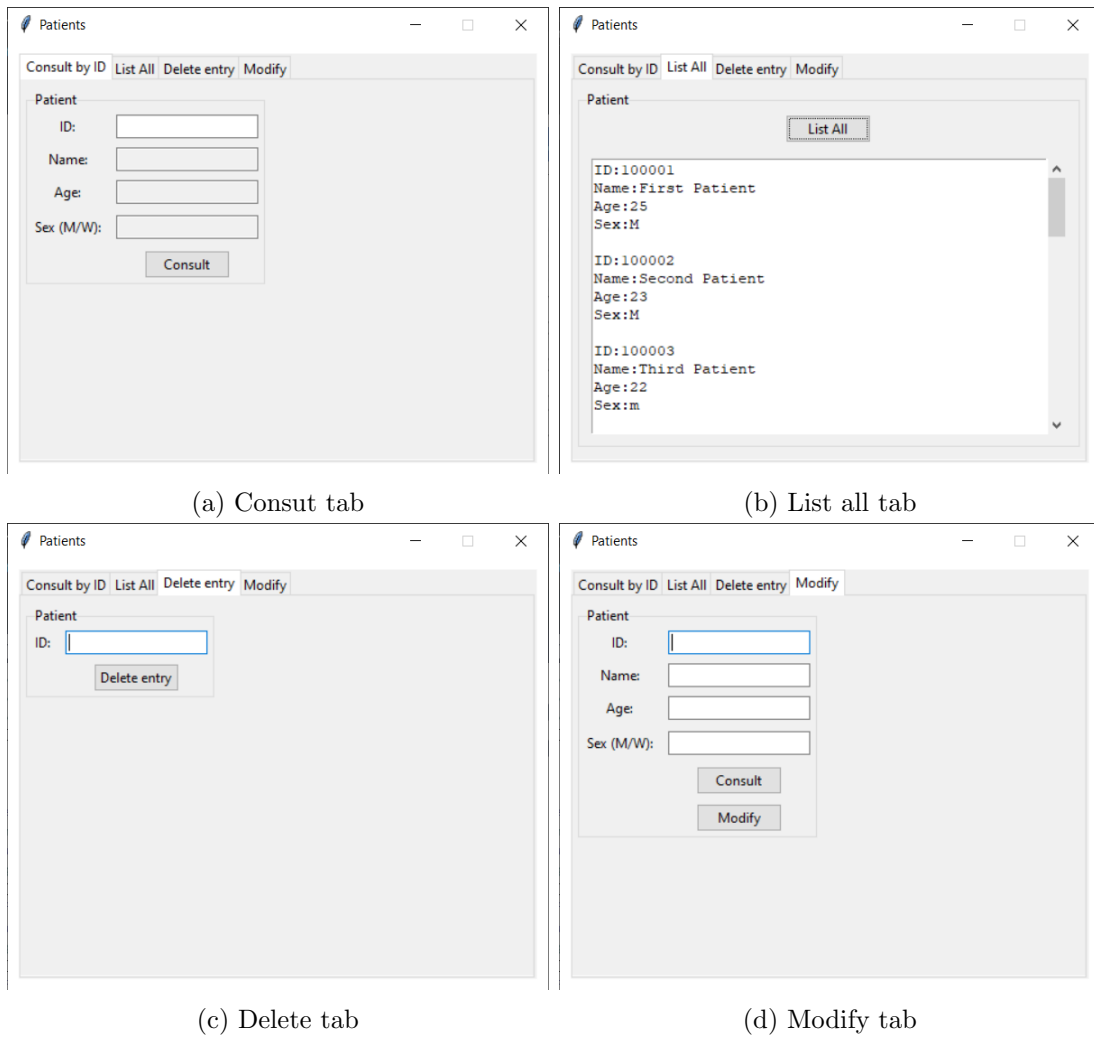 Patients
Consult by ID List All Delete entry Modify
Patient
ID:
Name:
Age:
Sex (M/W):
Consult
(a) Consut tab
Patients
Consult by ID List All Delete entry Modify
Patient
List All
ID:100001
Name:First Patient
Age:25
Sex:M
ID:100002
Name:Second Patient
Age:23
Sex:M
ID:100003
Name:Third Patient
Age:22
Sex:m
(b) List all tab
Patients
Consult by ID List All Delete entry Modify
Patient
ID:
Delete entry
(c) Delete tab
Patients
Consult by ID List All Delete entry Modify
Patient
ID:
Name:
Age:
Sex (M/W):
Consult
Modify
(d) Modify tab